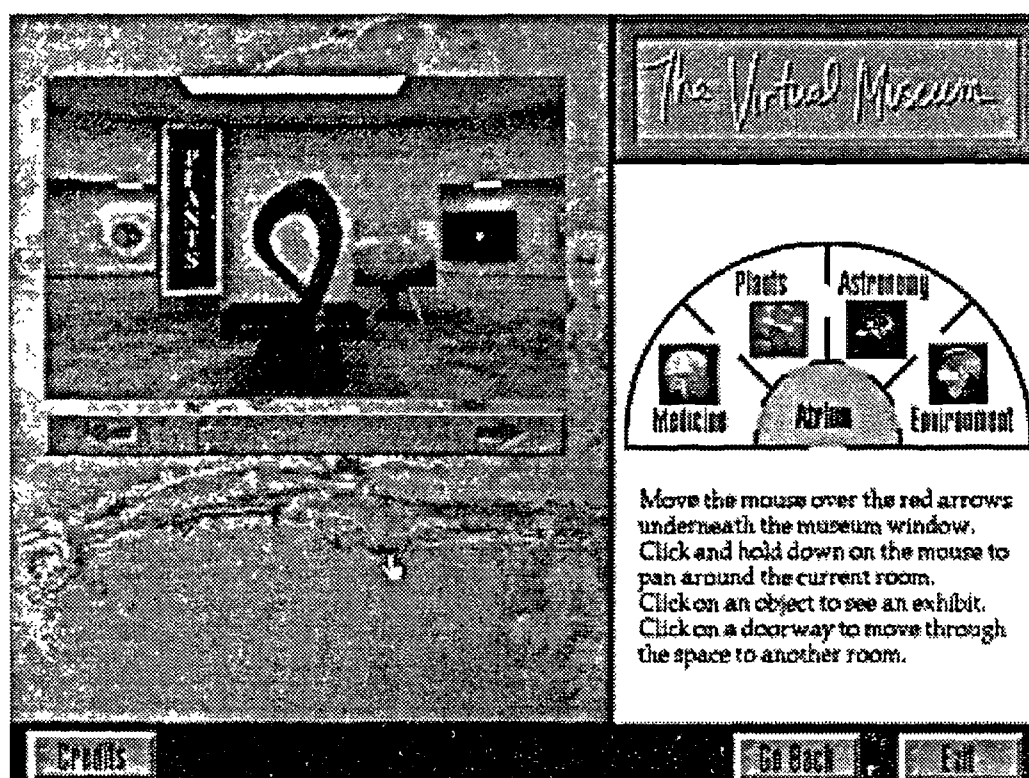 The Virtual Museum
PLANTS
Plants
Astronomy
Medicine
Atrium
Environment
Move the mouse over the red arrows
underneath the museum window.
Click and hold down on the mouse to
pan around the current room.
Click on an object to see an exhibit.
Click on a doorway to move through
the space to another room.
Credits
Go Back
Exit